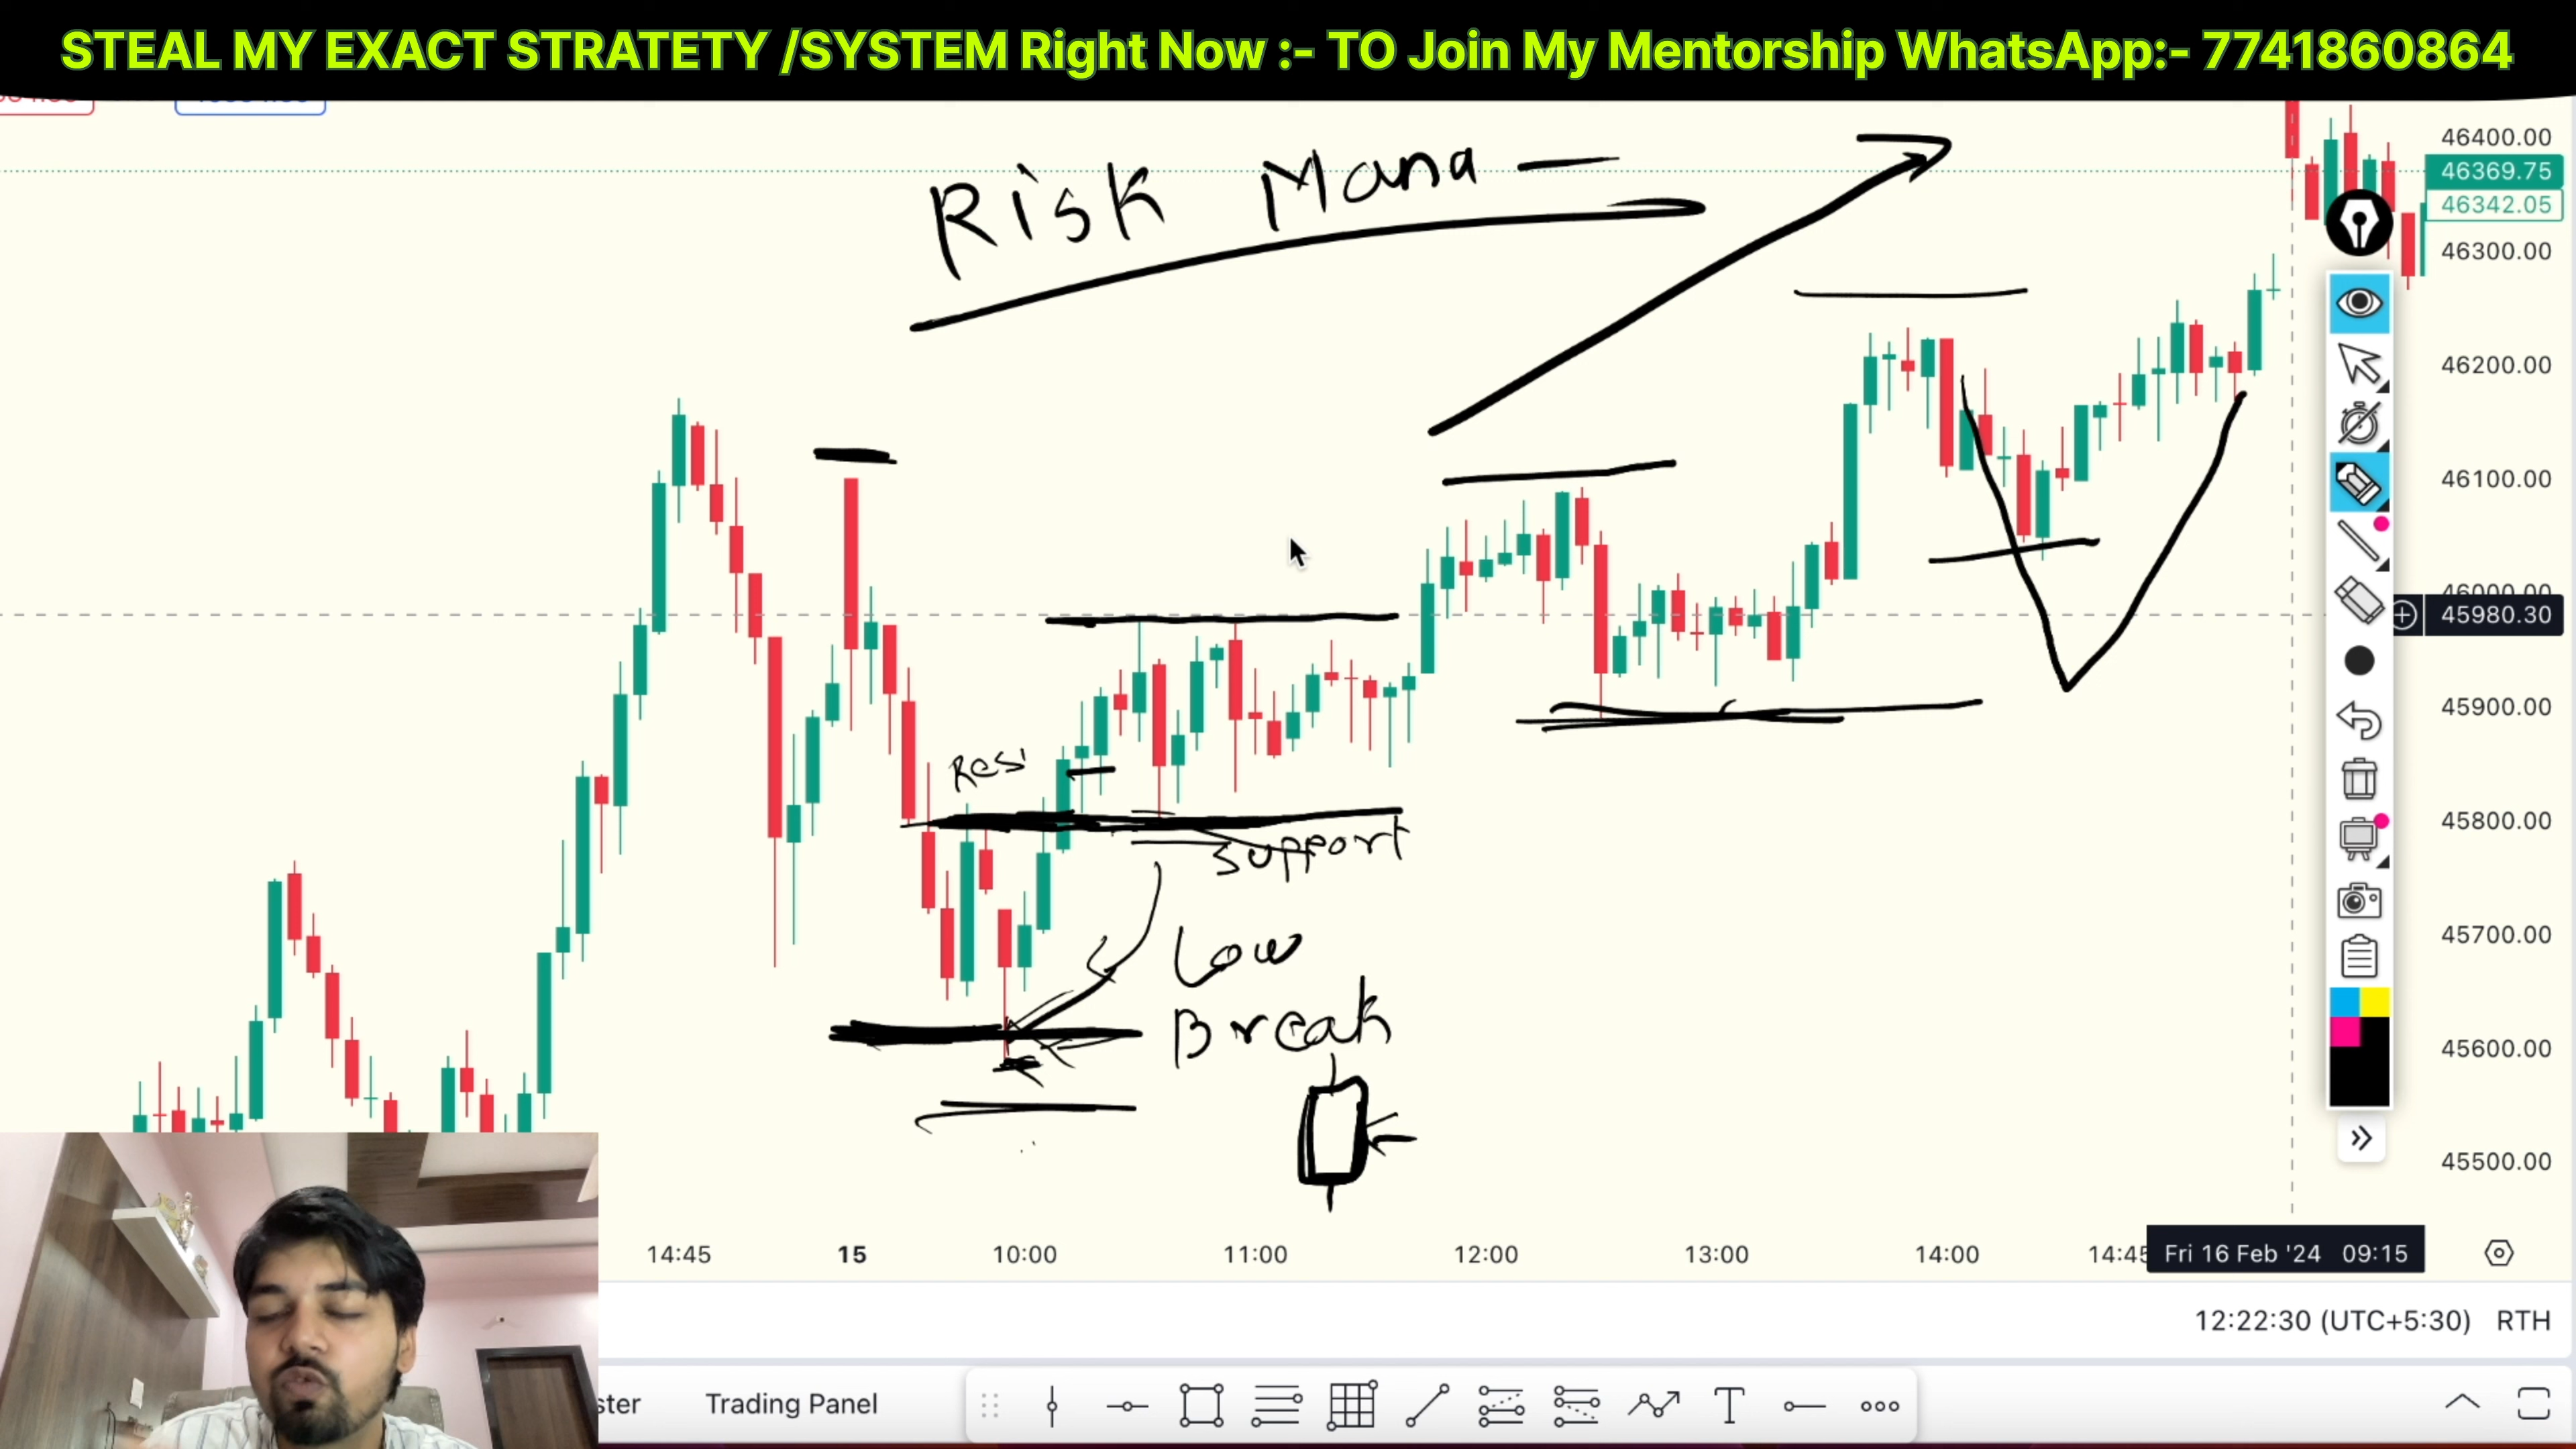 STEAL MY EXACT STRATETY /SYSTEM Right Now :- TO Join My Mentorship WhatsApp:- 7741860864
46400.00
46369.75
46342.05
46300.00
46200.00
46100.00
46000.00
45980.30
45900.00
45800.00
45700.00
45600.00
45500.00
Risk Mana
Res
Support
Low
Break
14:45 15 10:00 11:00 12:00 13:00 14:00 14:45 Fri 16 Feb '24 09:15
12:22:30 (UTC+5:30) RTH
ster Trading Panel